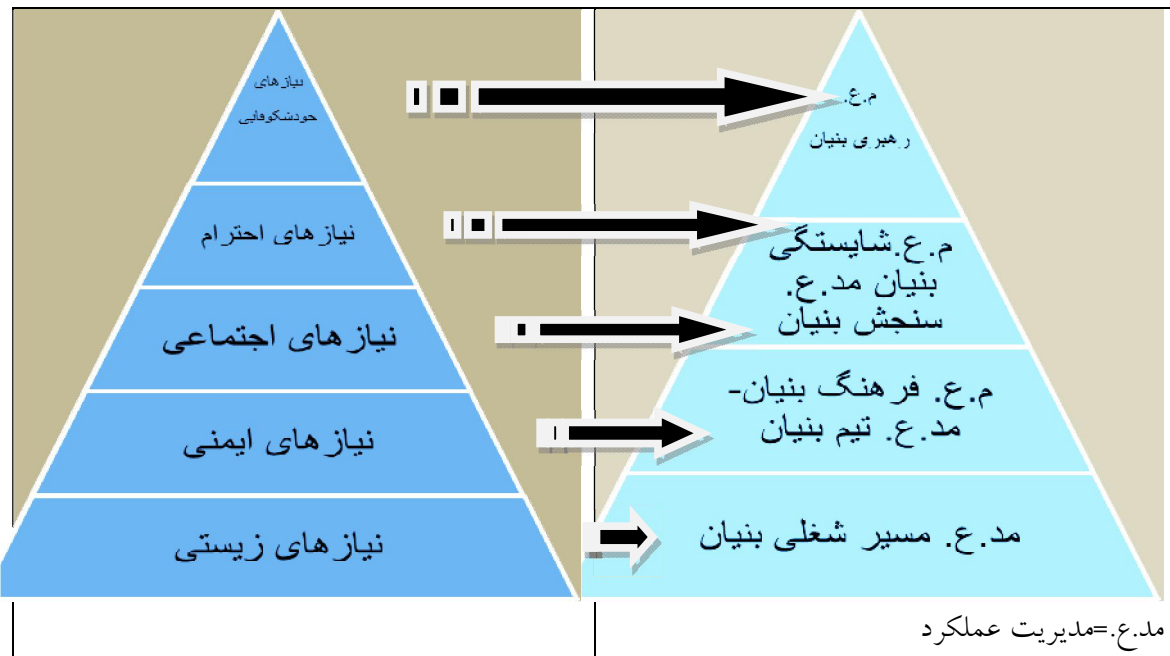 نیازهای
خودشکوفایی
نیازهای احترام
نیازهای اجتماعی
نیازهای ایمنی
نیازهای زیستی
م.ع.
رهبری بنیان
م.ع.شایستگی
بنیان مد.ع.
سنجش بنیان
م.ع. فرهنگ بنیان-
مد.ع. تیم بنیان
مد.ع. مسیر شغلی بنیان
مد.ع.=مدیریت عملکرد